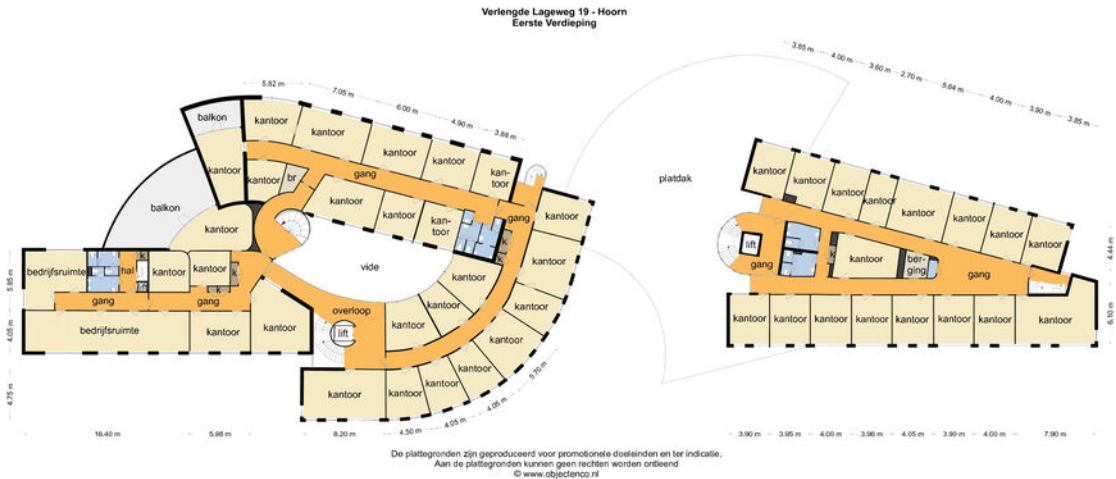 Verlengde Lageweg 19 - Hoorn
Eerste Verdieping
3.85 m
4.00 m
3.60 m
2.70 m
5.64 m
4.00 m
3.90 m
3.85 m
5.62 m
7.05 m
6.00 m
4.90 m
3.88 m
balkon
kantoor
kantoor
kantoor
kantoor
kan-
toor
kantoor
gang
kantoor
br
kantoor
kantoor
kan-
toor
gang
k
k
kantoor
kantoor
balkon
kantoor
vide
kantoor
kantoor
kantoor
kantoor
bedrijfsruimte
hal
k
kantoor
kantoor
k
k
gang
gang
bedrijfsruimte
kantoor
kantoor
overloop
lift
kantoor
kantoor
kantoor
kantoor
kantoor
kantoor
kantoor
5.85 m
4.05 m
4.75 m
16.40 m
5.98 m
8.20 m
4.50 m
4.05 m
4.05 m
5.70 m
platdak
kantoor
kantoor
kantoor
kantoor
kantoor
kantoor
kantoor
lift
gang
k
kantoor
ber-
ging
gang
kantoor
kantoor
kantoor
kantoor
kantoor
kantoor
kantoor
kantoor
4.44 m
6.10 m
3.90 m
3.95 m
4.00 m
3.96 m
4.05 m
3.90 m
4.00 m
7.90 m
De plattegronden zijn geproduceerd voor promotionele doeleinden en ter indicatie.
Aan de plattegronden kunnen geen rechten worden ontleend
© www.objectenco.nl